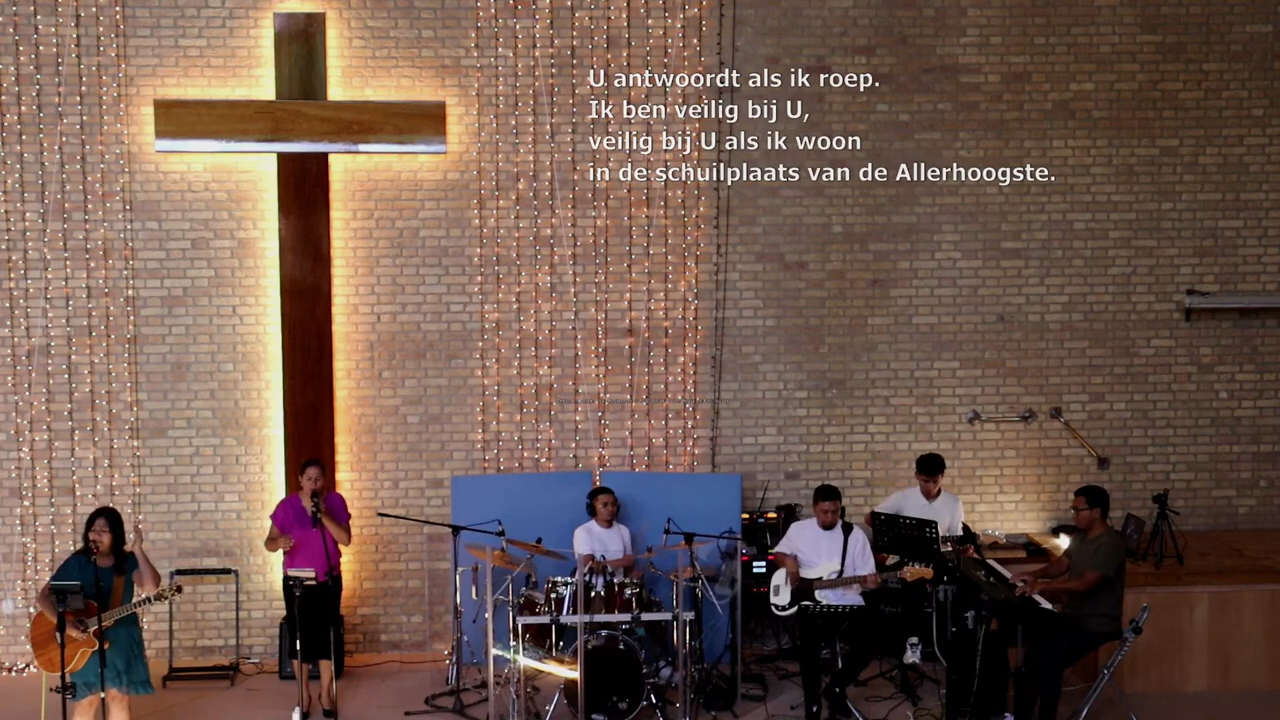 U antwoordt als ik roep.
Ik ben veilig bij U,
veilig bij U als ik woon
in de schuilplaats van de Allerhoogste.